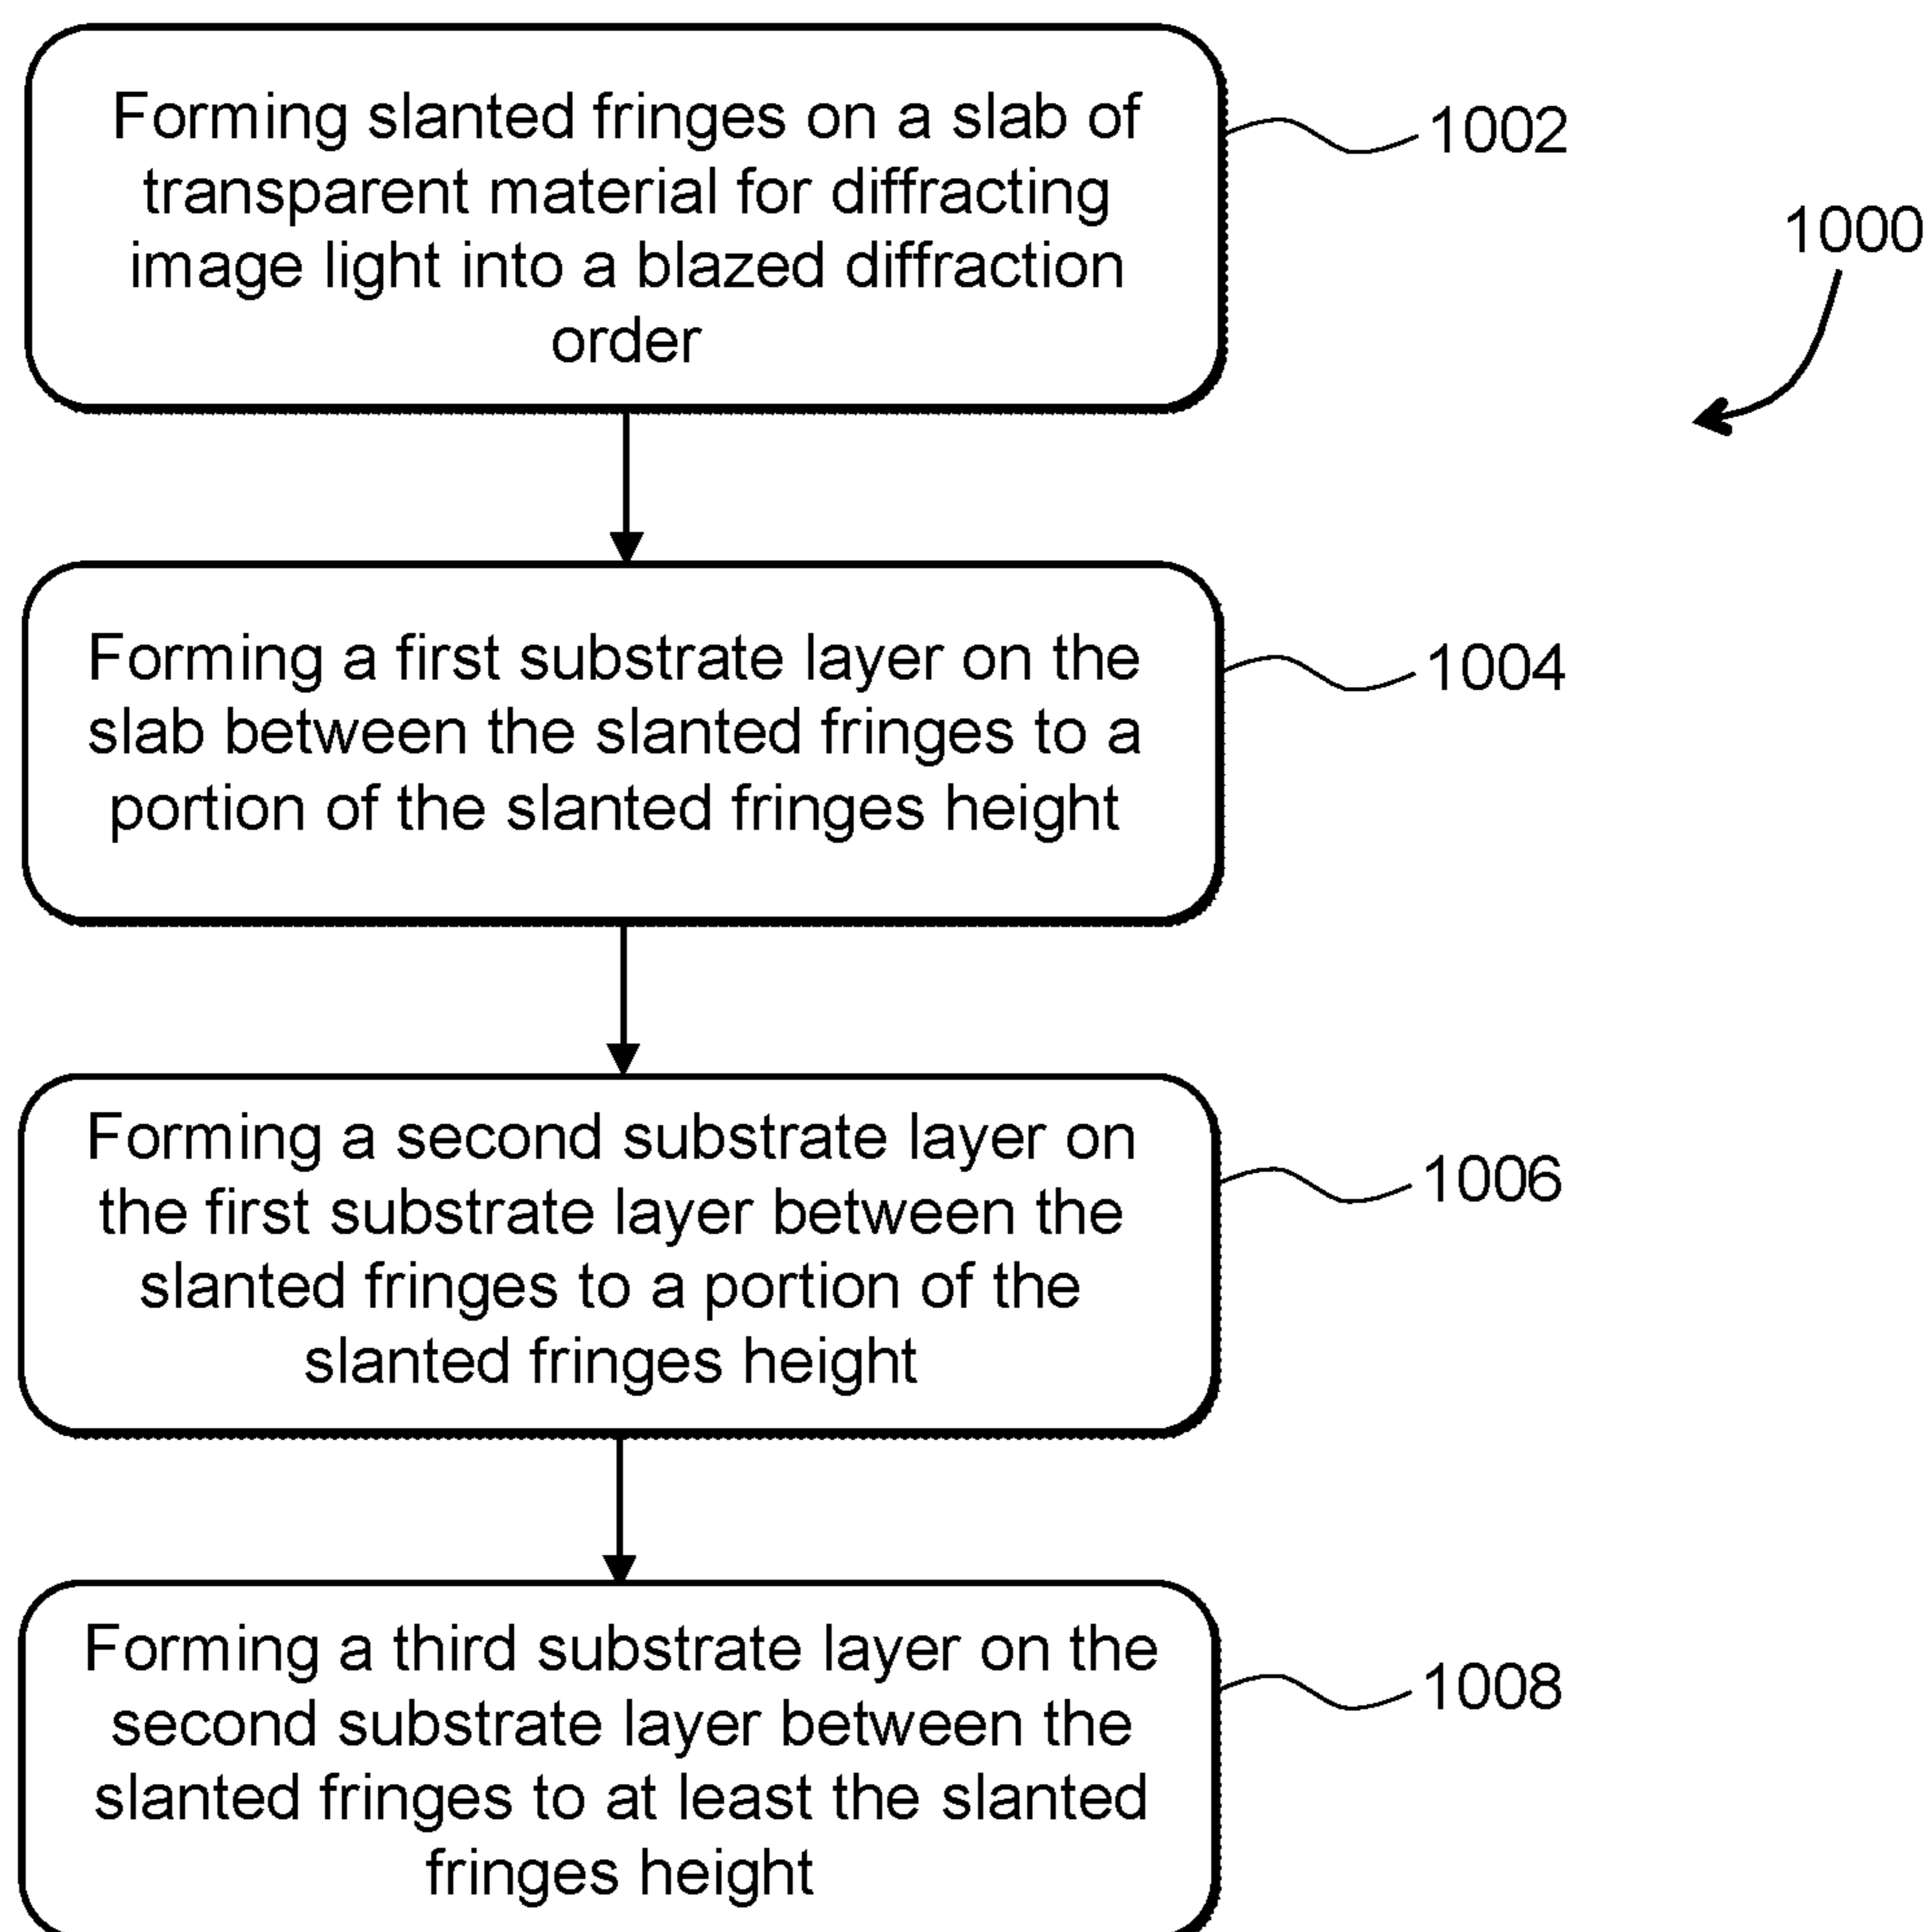 Forming slanted fringes on a slab of
transparent material for diffracting
image light into a blazed diffraction
order
1002
1000
Forming a first substrate layer on the
slab between the slanted fringes to a
portion of the slanted fringes height
1004
Forming a second substrate layer on
the first substrate layer between the
slanted fringes to a portion of the
slanted fringes height
1006
Forming a third substrate layer on the
second substrate layer between the
slanted fringes to at least the slanted
fringes height
1008